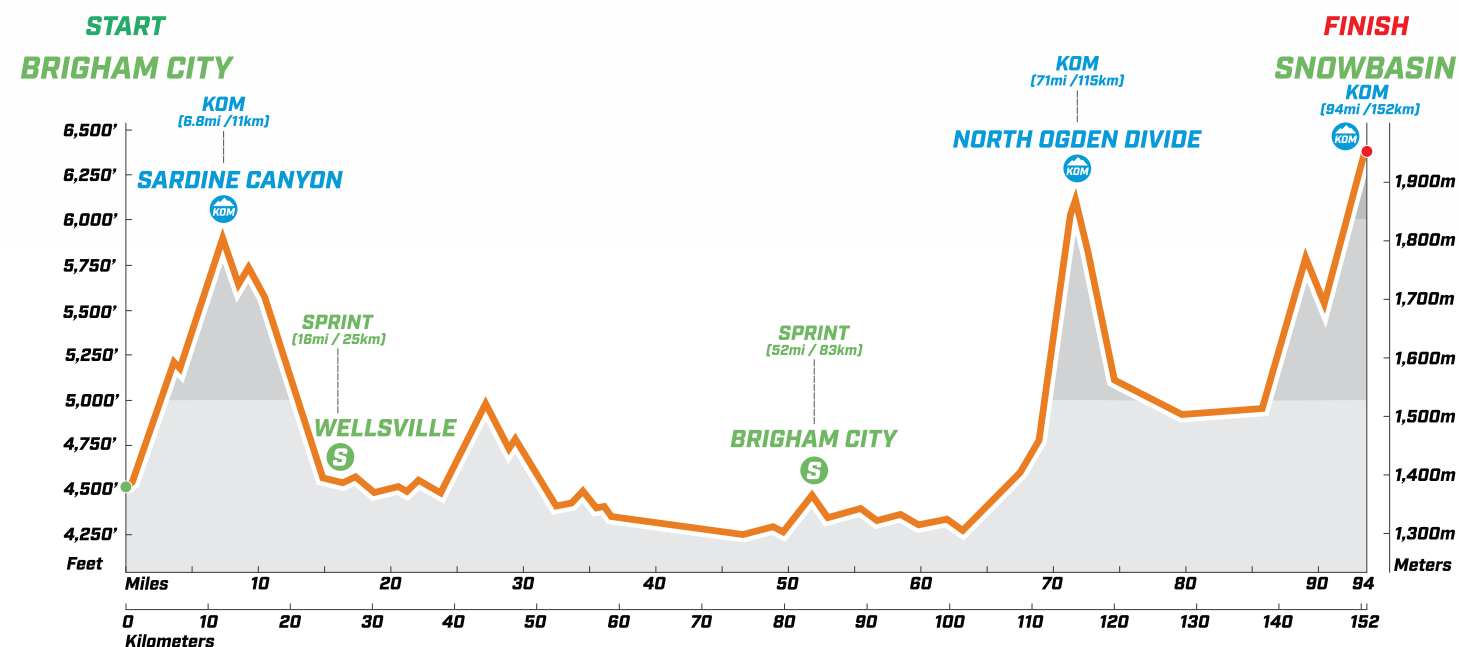 START
BRIGHAM CITY
FINISH
SNOWBASIN
KOM
(94mi /152km)
KOM
KOM
(71mi /115km)
NORTH OGDEN DIVIDE
KOM
KOM
(6.8mi /11km)
SARDINE CANYON
KOM
SPRINT
(16mi / 25km)
WELLSVILLE
S
SPRINT
(52mi / 83km)
BRIGHAM CITY
S
6,500’
6,250’
6,000’
5,750’
5,500’
5,250’
5,000’
4,750’
4,500’
4,250’
Feet
1,900m
1,800m
1,700m
1,600m
1,500m
1,400m
1,300m
Meters
Miles 10 20 30 40 50 60 70 80 90 94
0 10 20 30 40 50 60 70 80 90 100 110 120 130 140 152
Kilometers